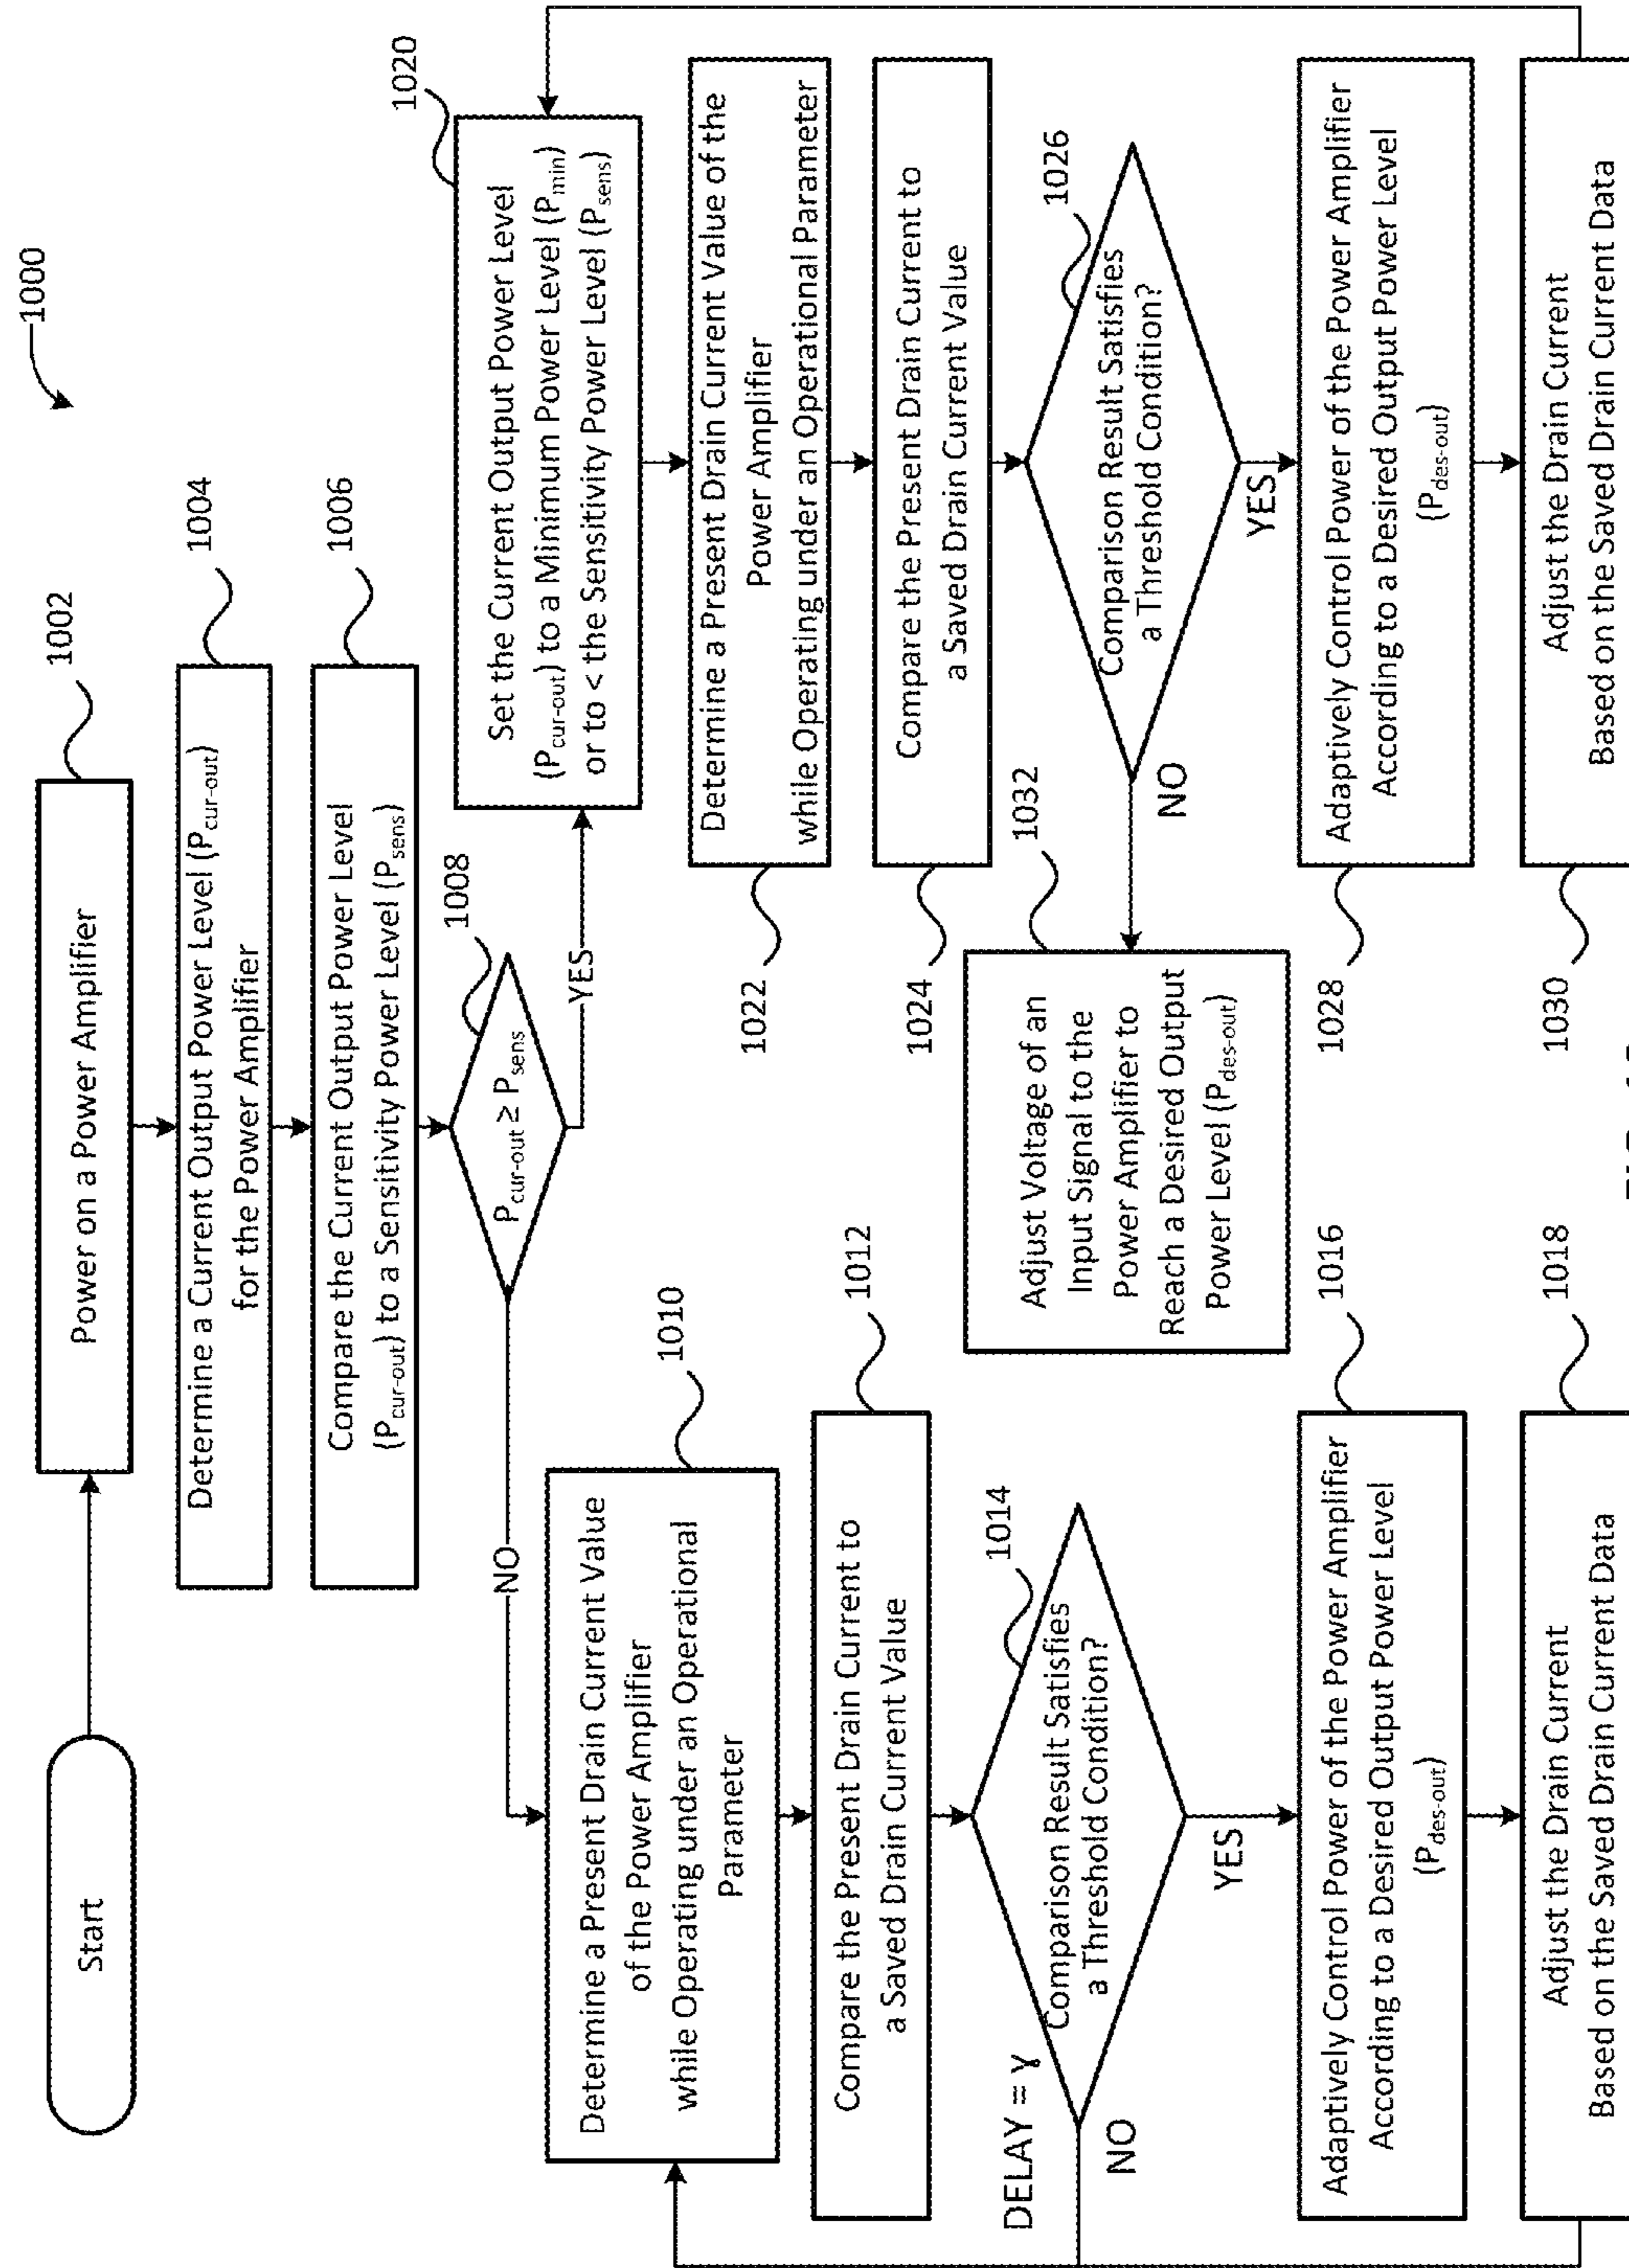 1000
Start
Power on a Power Amplifier
1002
Determine a Current Output Power Level (Pcur-out)
for the Power Amplifier
1004
Compare the Current Output Power Level
(Pcur-out) to a Sensitivity Power Level (Psens)
1006
Pcur-out ≥ Psens
1008
NO
YES
Determine a Present Drain Current Value
of the Power Amplifier
while Operating under an Operational
Parameter
1010
Compare the Present Drain Current to
a Saved Drain Current Value
1012
Comparison Result Satisfies
a Threshold Condition?
1014
DELAY = γ
NO
YES
Adaptively Control Power of the Power Amplifier
According to a Desired Output Power Level
(Pdes-out)
1016
Adjust the Drain Current
Based on the Saved Drain Current Data
1018
Set the Current Output Power Level
(Pcur-out) to a Minimum Power Level (Pmin)
or to < the Sensitivity Power Level (Psens)
1020
Determine a Present Drain Current Value of the
Power Amplifier
while Operating under an Operational Parameter
1022
Compare the Present Drain Current to
a Saved Drain Current Value
1024
Comparison Result Satisfies
a Threshold Condition?
1026
NO
YES
Adjust Voltage of an
Input Signal to the
Power Amplifier to
Reach a Desired Output
Power Level (Pdes-out)
1032
Adaptively Control Power of the Power Amplifier
According to a Desired Output Power Level
(Pdes-out)
1028
Adjust the Drain Current
Based on the Saved Drain Current Data
1030